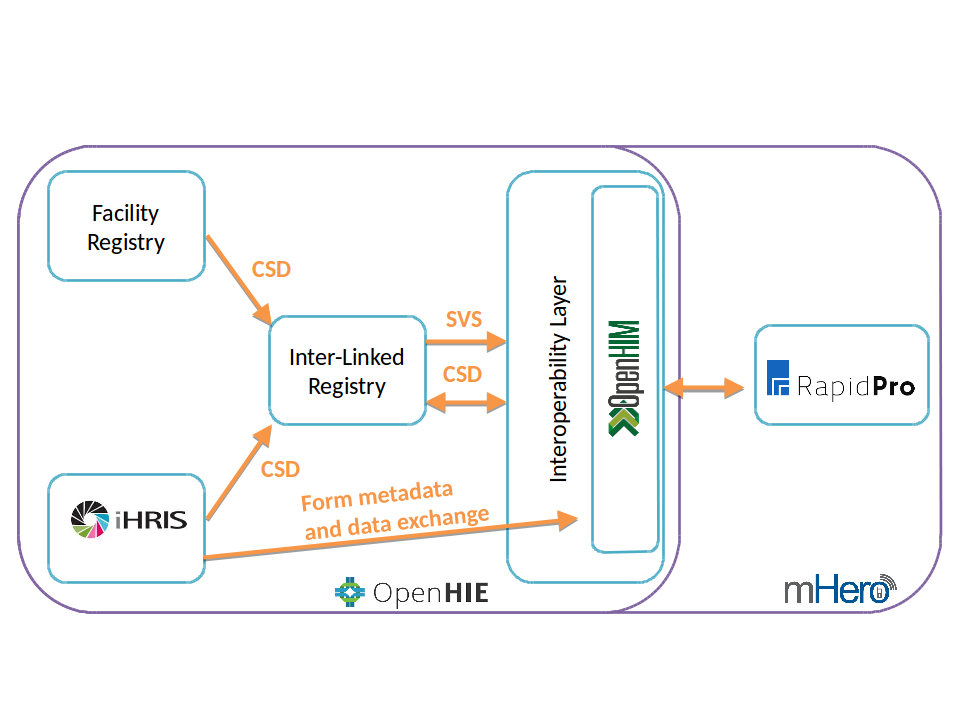 Facility
Registry
CSD
SVS
Inter-Linked
Registry
CSD
Interoperability Layer
OpenHIM
RapidPro
CSD
iHRIS
Form metadata
and data exchange
OpenHIE
mHero